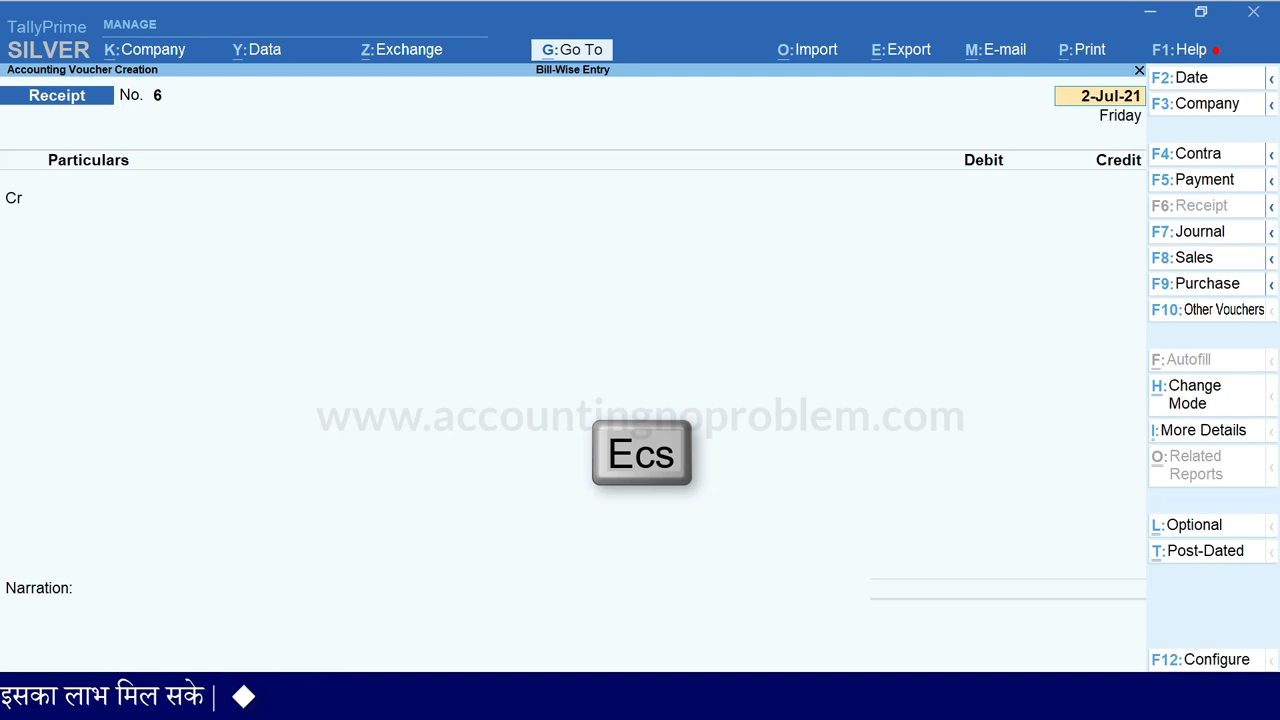 TallyPrime MANAGE
SILVER K:Company Y:Data Z:Exchange G:Go To O:Import E:Export M:E-mail P:Print F1:Help
Accounting Voucher Creation Bill-Wise Entry
Receipt No. 6 2-Jul-21
Friday
Particulars Debit Credit
Cr
www.accountingnoproblem.com
Ecs
Narration:
F2:Date
F3:Company
F4:Contra
F5:Payment
F6:Receipt
F7:Journal
F8:Sales
F9:Purchase
F10:Other Vouchers
F:Autofill
H:Change
Mode
I:More Details
O:Related
Reports
L:Optional
T:Post-Dated
F12:Configure
इसका लाभ मिल सके |